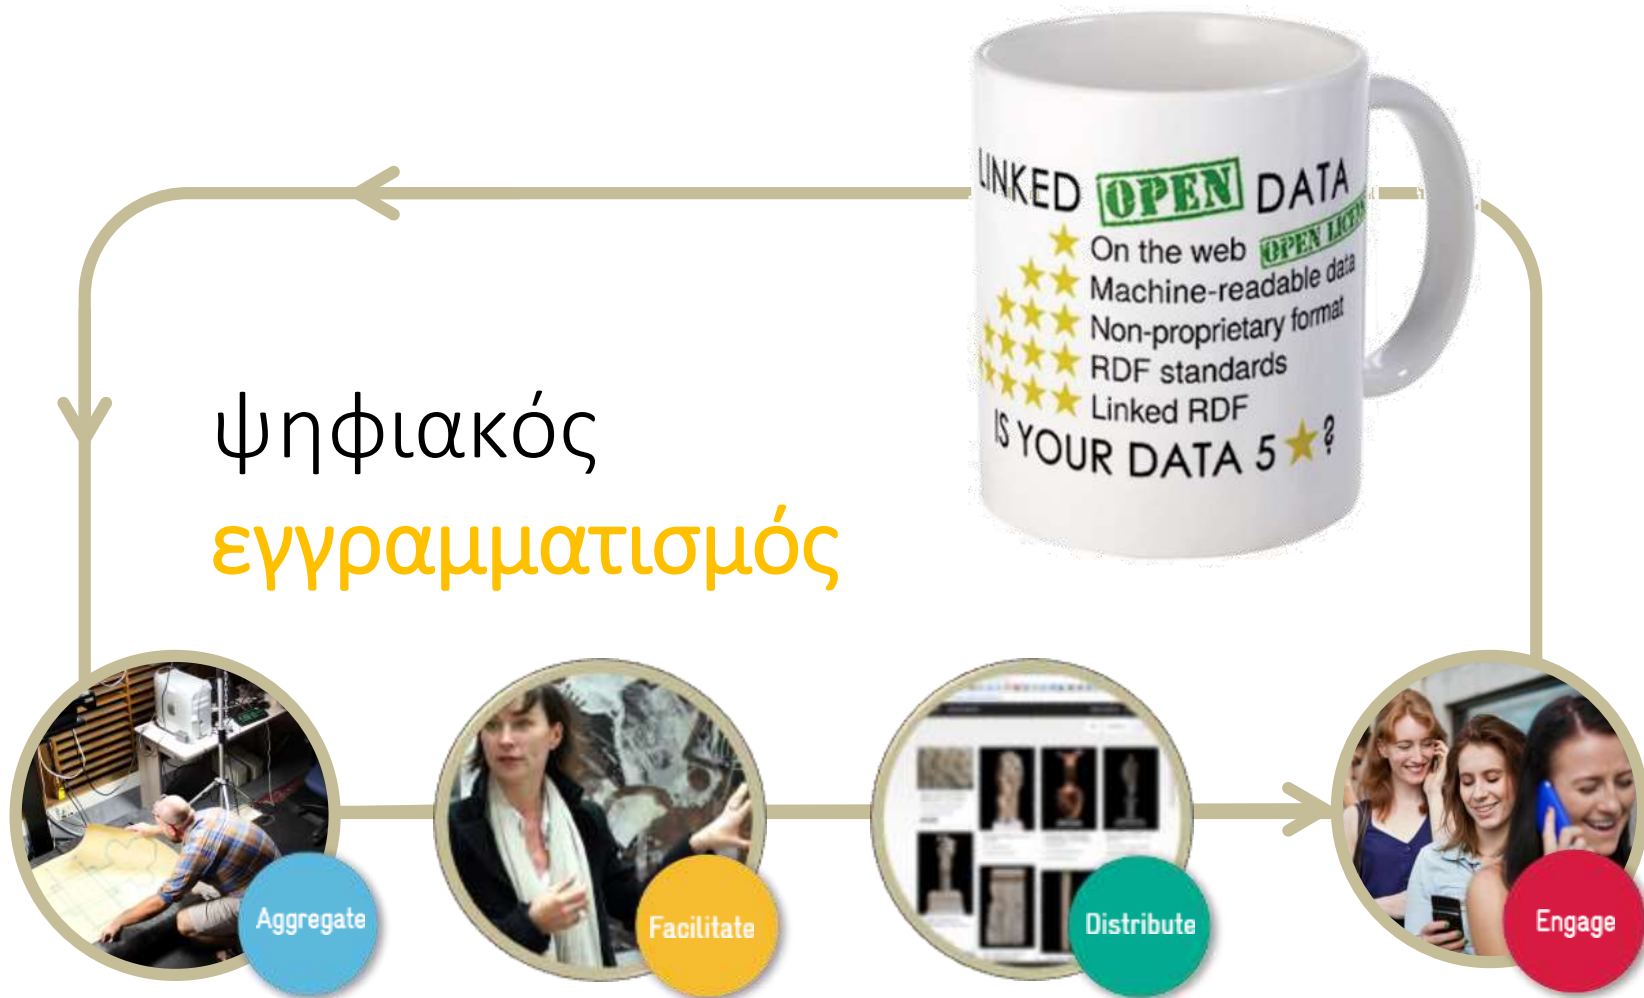 LINKED OPEN DATA
On the web OPEN LICENSE
Machine-readable data
Non-proprietary format
RDF standards
Linked RDF
IS YOUR DATA 5 ★ ?
ψηφιακός
εγγραμματισμός
Aggregate
Facilitate
Distribute
Engage